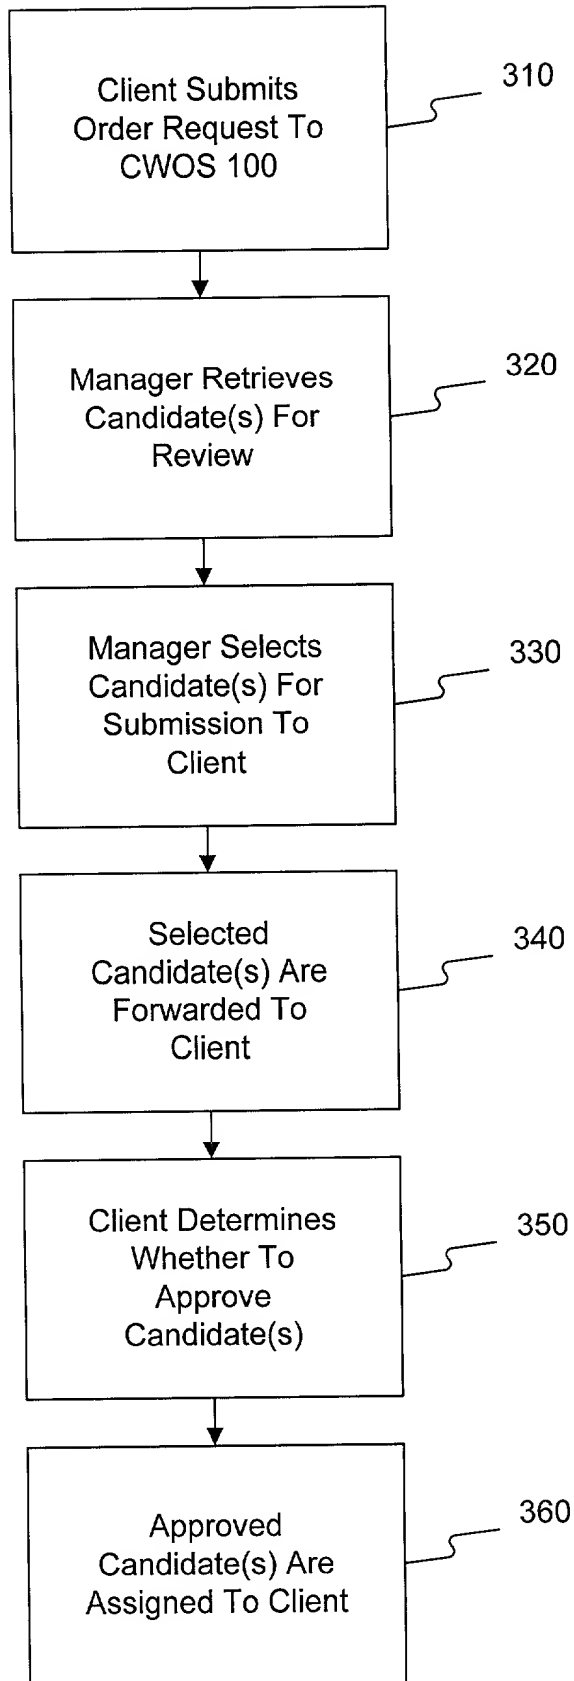 Client Submits
Order Request To
CWOS 100
310
Manager Retrieves
Candidate(s) For
Review
320
Manager Selects
Candidate(s) For
Submission To
Client
330
Selected
Candidate(s) Are
Forwarded To
Client
340
Client Determines
Whether To
Approve
Candidate(s)
350
Approved
Candidate(s) Are
Assigned To Client
360